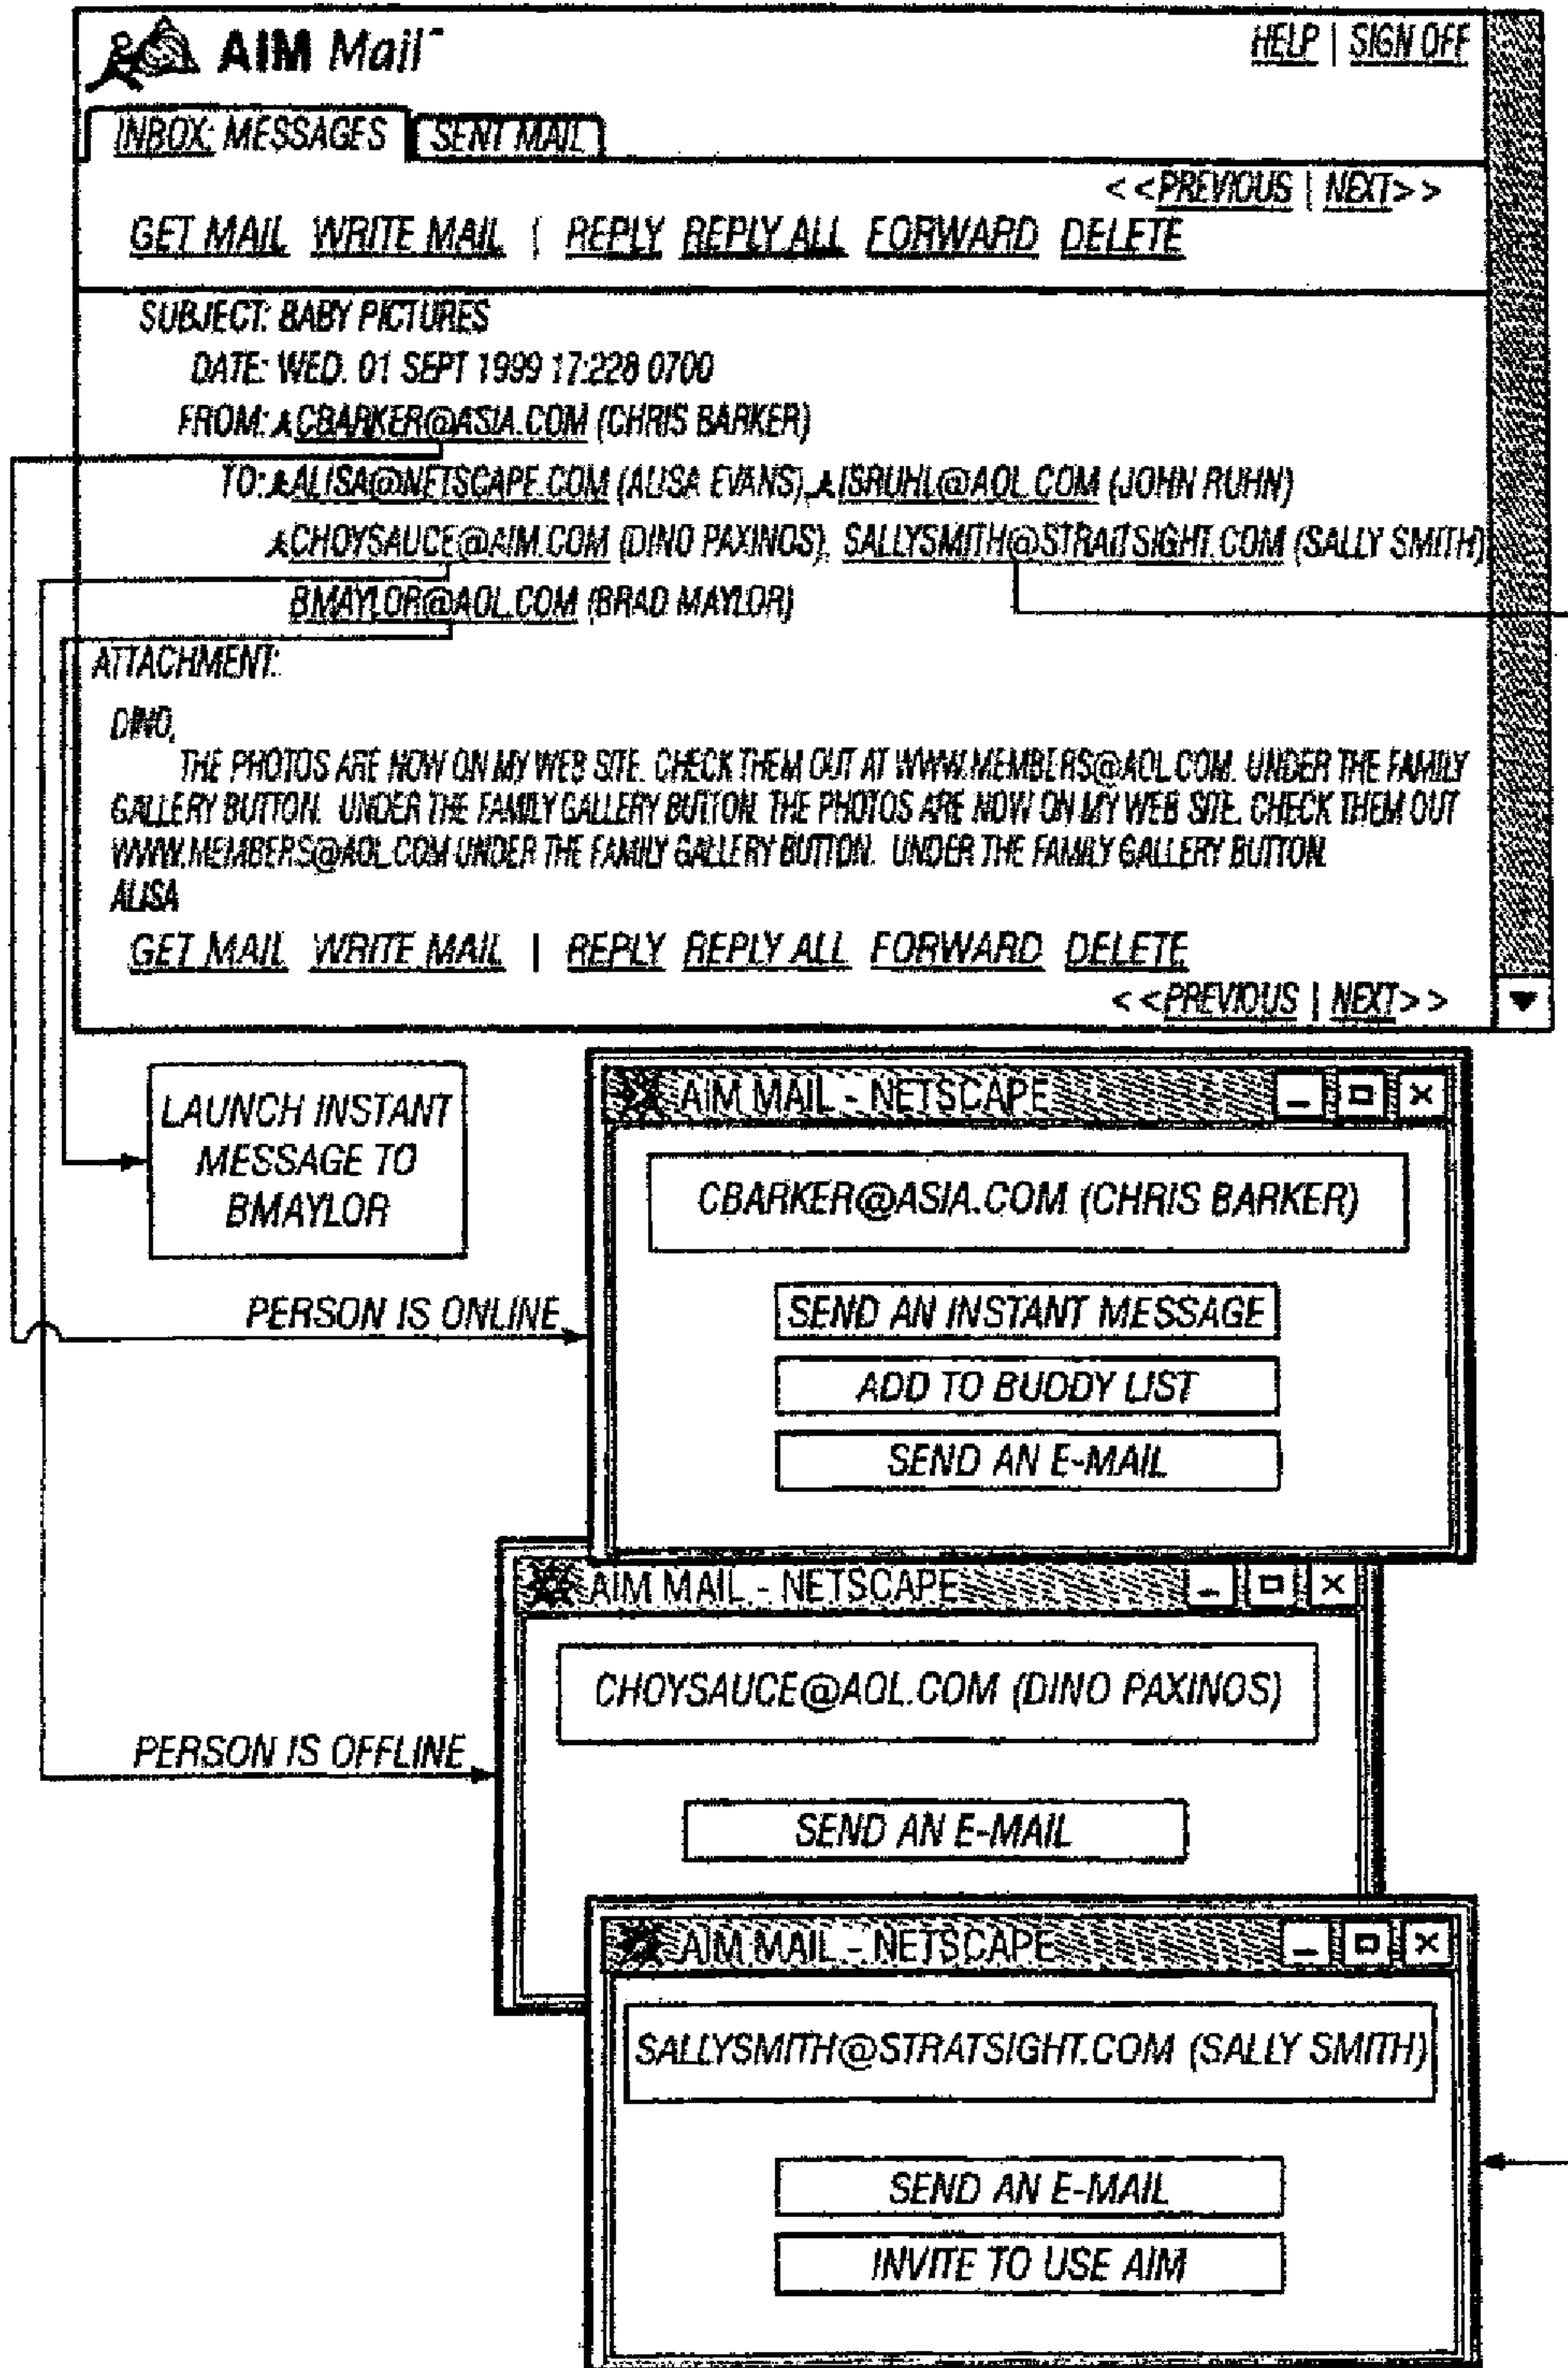 AIM Mail™
HELP | SIGN OFF
INBOX: MESSAGES SENT MAIL
<<PREVIOUS | NEXT>>
GET MAIL WRITE MAIL | REPLY REPLY ALL FORWARD DELETE
SUBJECT: BABY PICTURES
DATE: WED. 01 SEPT 1999 17:228 0700
FROM: CBARKER@ASIA.COM (CHRIS BARKER)
TO: ALISA@NETSCAPE.COM (ALISA EVANS), ISRUHL@AOL.COM (JOHN RUHN)
CHOYSAUCE@AIM.COM (DINO PAXINOS), SALLYSMITH@STRAITSIGHT.COM (SALLY SMITH)
BMAYLOR@AOL.COM (BRAD MAYLOR)
ATTACHMENT:
DINO,
THE PHOTOS ARE NOW ON MY WEB SITE. CHECK THEM OUT AT WWW.MEMBERS@AOL.COM. UNDER THE FAMILY
GALLERY BUTTON. UNDER THE FAMILY GALLERY BUTTON. THE PHOTOS ARE NOW ON MY WEB SITE. CHECK THEM OUT
WWW.MEMBERS@AOL.COM UNDER THE FAMILY GALLERY BUTTON. UNDER THE FAMILY GALLERY BUTTON.
ALISA
GET MAIL WRITE MAIL | REPLY REPLY ALL FORWARD DELETE
<<PREVIOUS | NEXT>>
LAUNCH INSTANT
MESSAGE TO
BMAYLOR
AIM MAIL - NETSCAPE
CBARKER@ASIA.COM (CHRIS BARKER)
PERSON IS ONLINE
SEND AN INSTANT MESSAGE
ADD TO BUDDY LIST
SEND AN E-MAIL
AIM MAIL - NETSCAPE
CHOYSAUCE@AOL.COM (DINO PAXINOS)
PERSON IS OFFLINE
SEND AN E-MAIL
AIM MAIL - NETSCAPE
SALLYSMITH@STRATSIGHT.COM (SALLY SMITH)
SEND AN E-MAIL
INVITE TO USE AIM